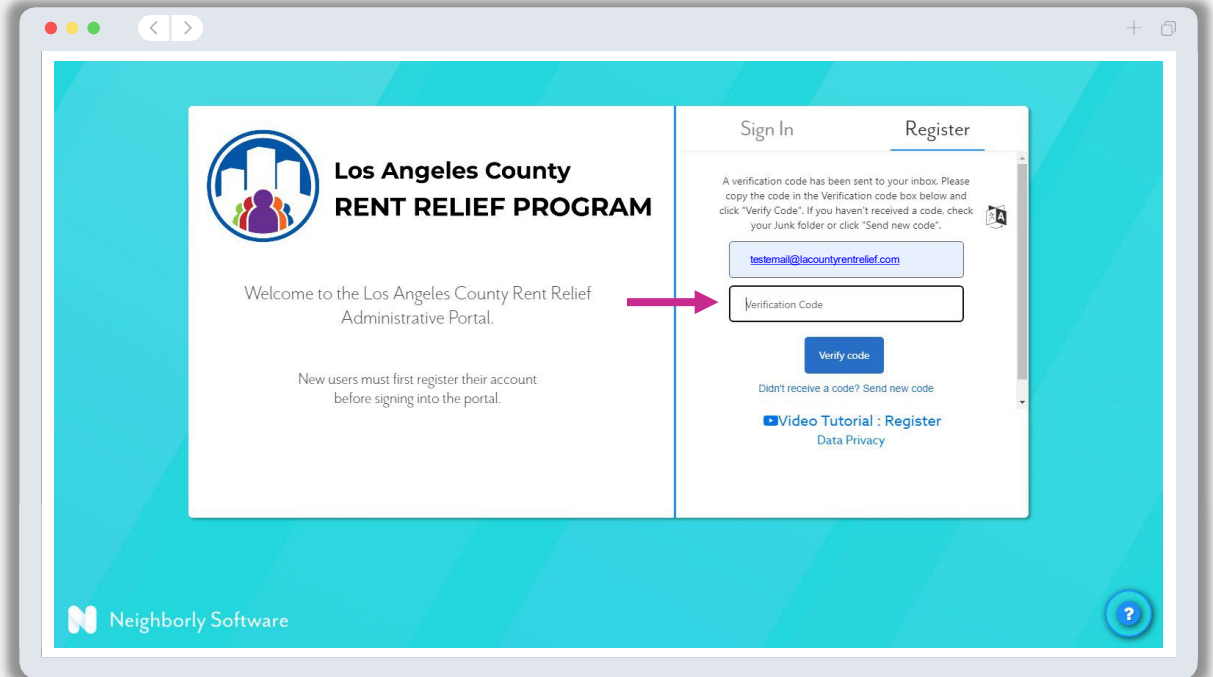 Los Angeles County
RENT RELIEF PROGRAM
Welcome to the Los Angeles County Rent Relief
Administrative Portal.
New users must first register their account
before signing into the portal.
Sign In
Register
A verification code has been sent to your inbox. Please
copy the code in the Verification code box below and
click "Verify Code". If you haven't received a code, check
your Junk folder or click "Send new code".
testemail@lacountyrentrelief.com
Verification Code
Verify code
Didn't receive a code? Send new code
Video Tutorial : Register
Data Privacy
N Neighborly Software
?